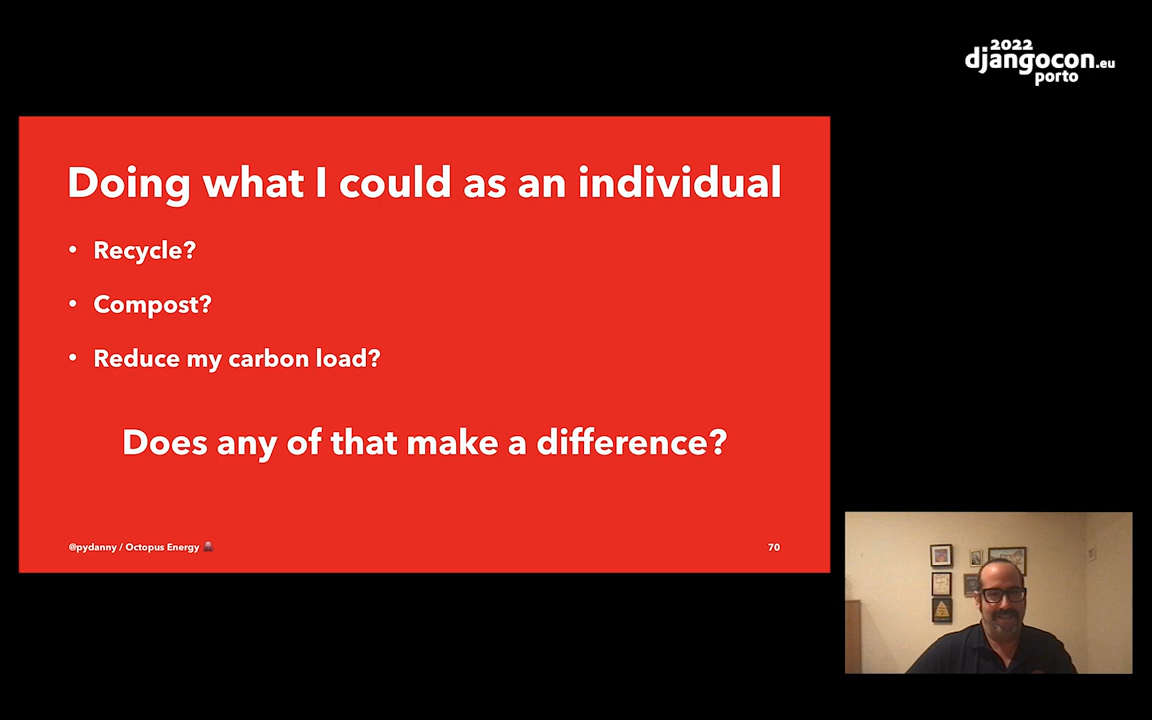 2022
djangocon.eu
porto
Doing what I could as an individual
• Recycle?
• Compost?
• Reduce my carbon load?
Does any of that make a difference?
@pydanny / Octopus Energy
70